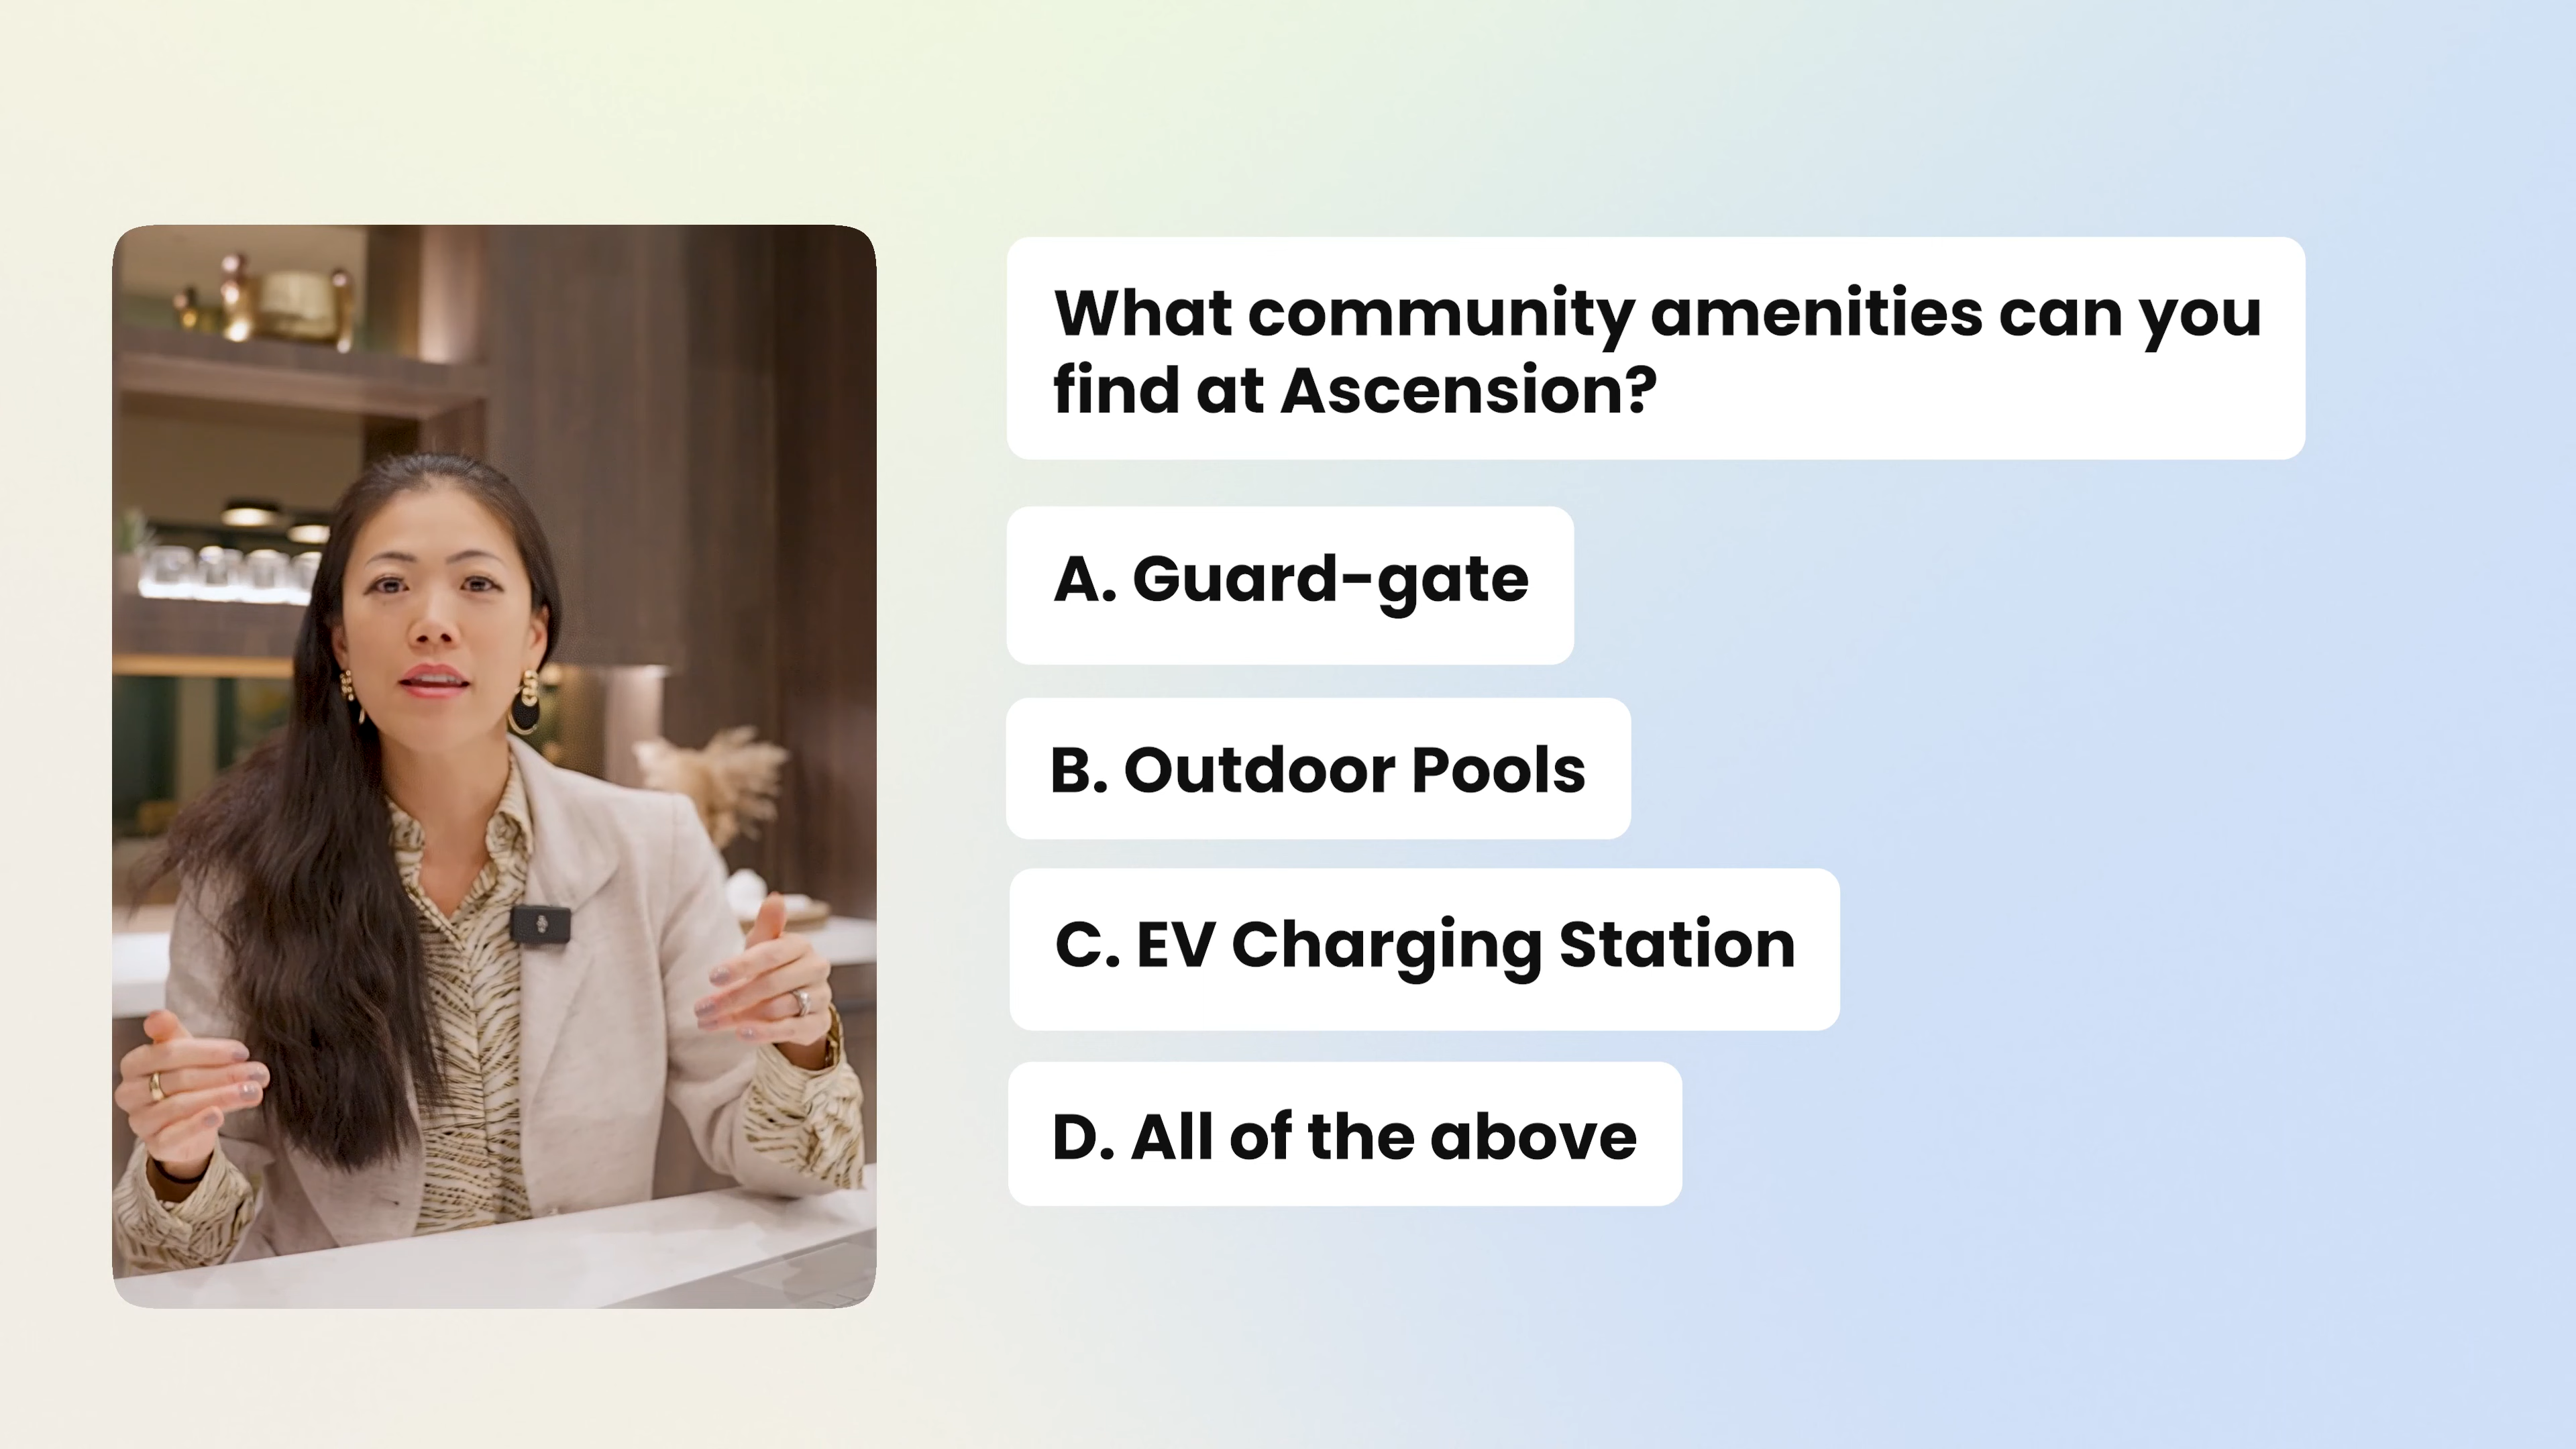 What community amenities can you
find at Ascension?
A. Guard-gate
B. Outdoor Pools
C. EV Charging Station
D. All of the above